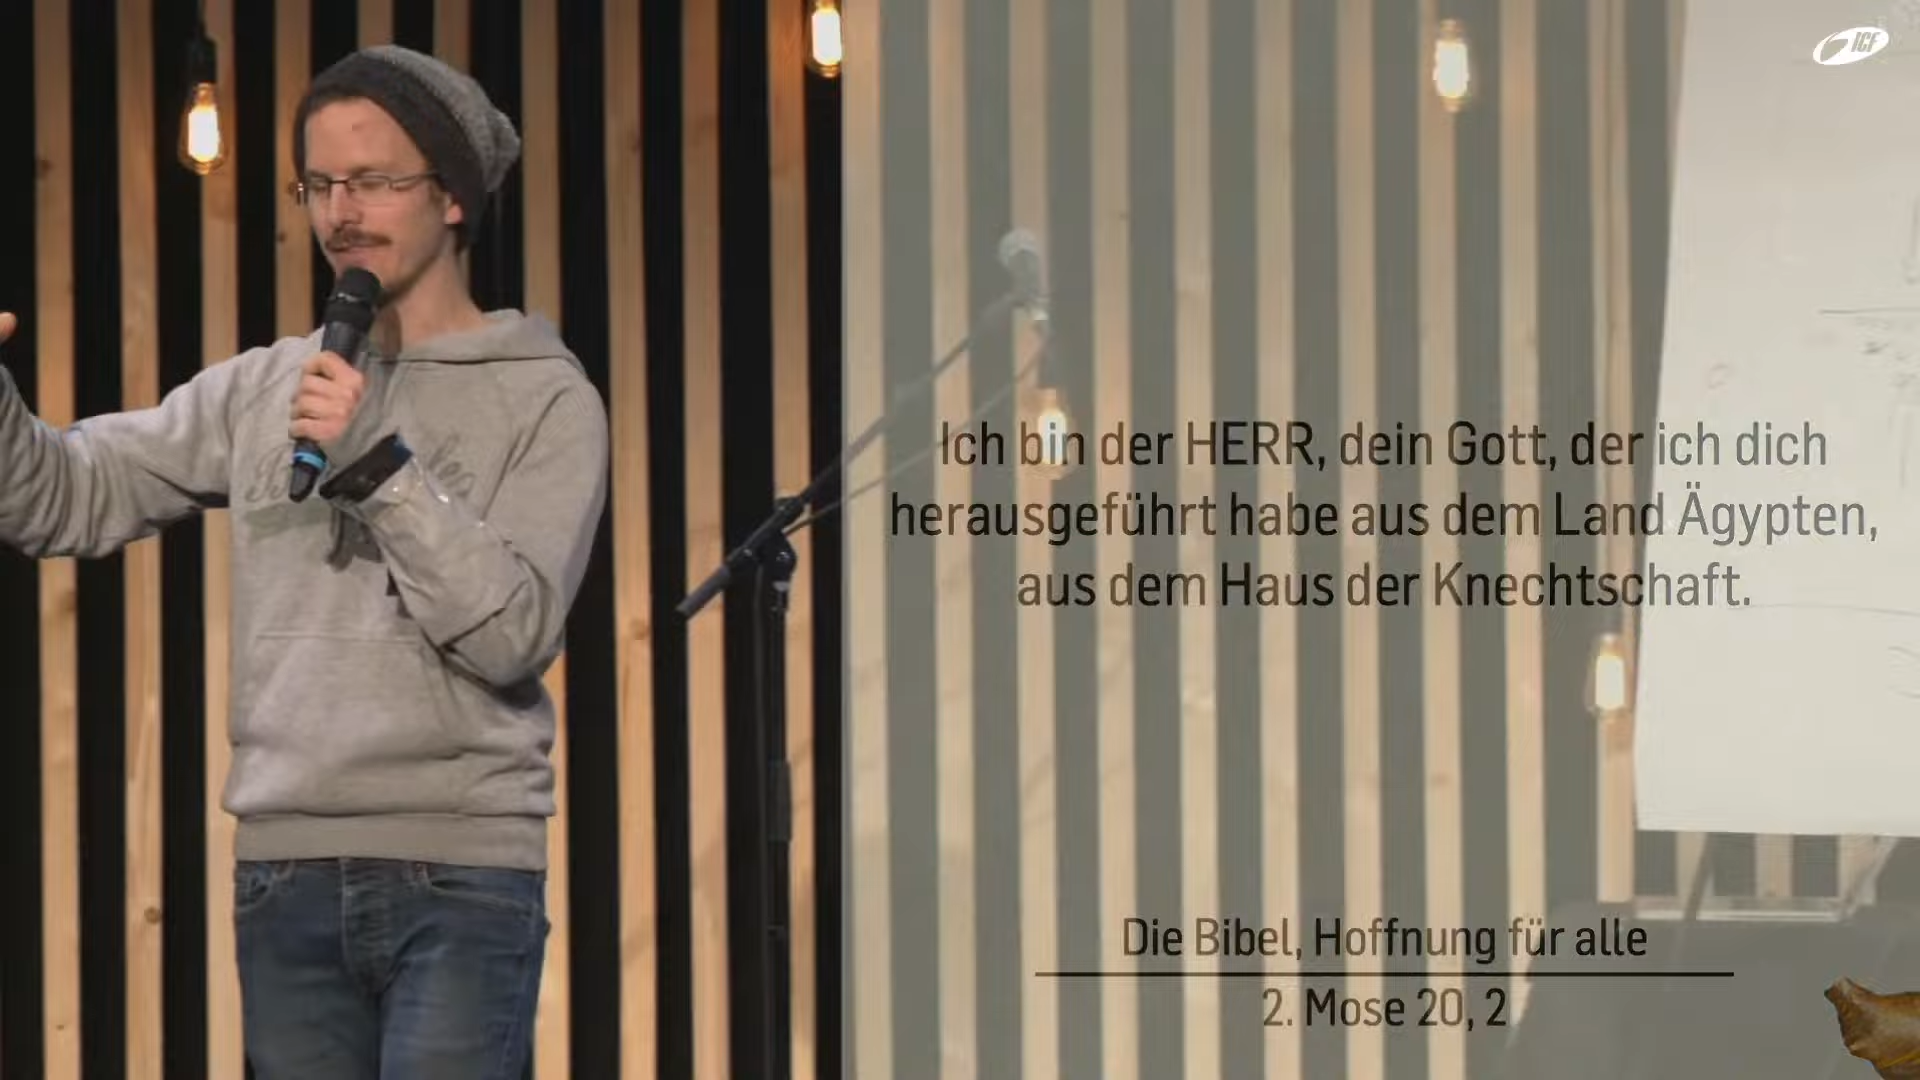 ICF
Ich bin der HERR, dein Gott, der ich dich
herausgeführt habe aus dem Land Ägypten,
aus dem Haus der Knechtschaft.
Die Bibel, Hoffnung für alle
2. Mose 20, 2